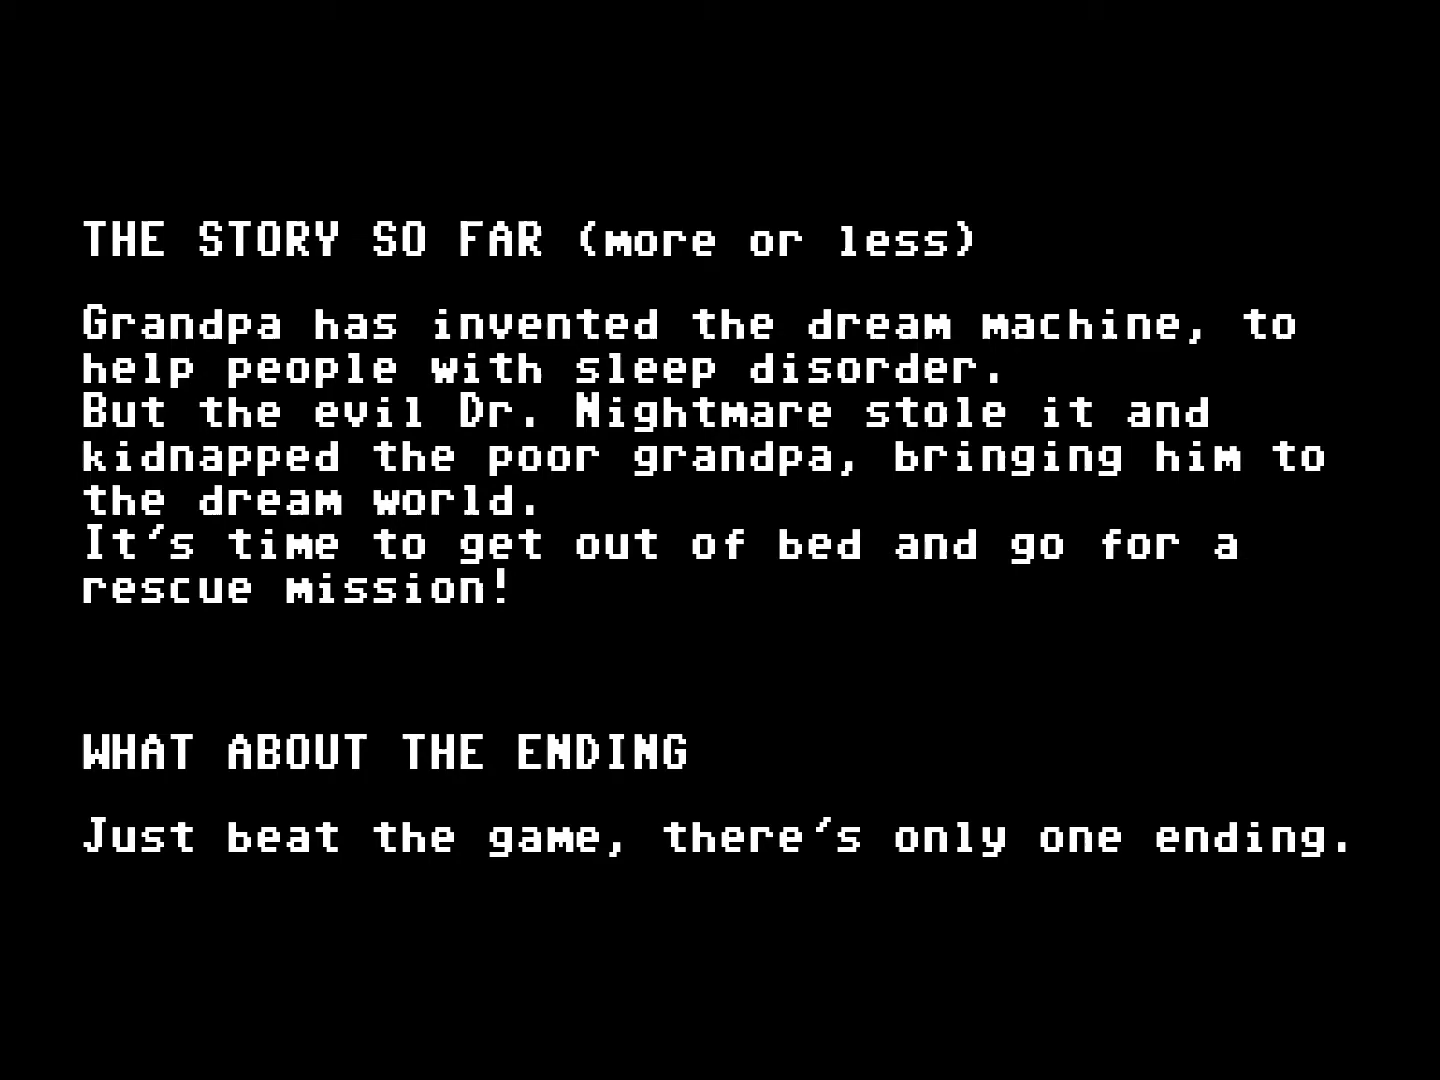 THE STORY SO FAR (more or less)
Grandpa has invented the dream machine, to
help people with sleep disorder.
But the evil Dr. Nightmare stole it and
kidnapped the poor grandpa, bringing him to
the dream world.
It's time to get out of bed and go for a
rescue mission!
WHAT ABOUT THE ENDING
Just beat the game, there's only one ending.